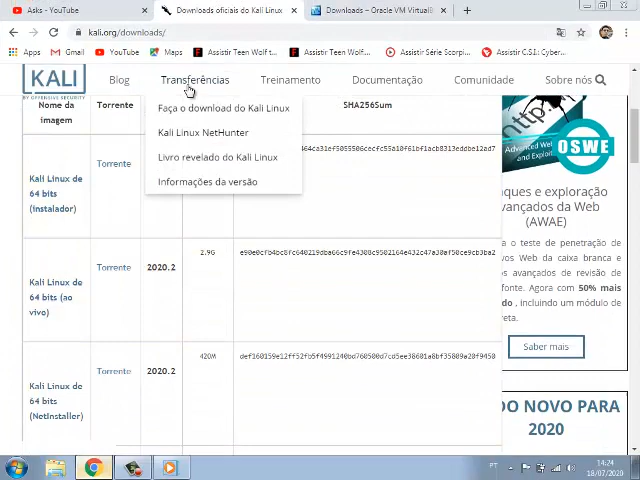 Asks - YouTube
Downloads oficiais do Kali Linux
Downloads – Oracle VM Virtual
kali.org/downloads/
Apps
Gmail
YouTube
Maps
Assistir Teen Wolf t...
Assistir Teen Wolf...
Assistir Série Scorpi...
Assistir C.S.I.: Cyber...
KALI
BY OFFENSIVE SECURITY
Blog
Transferências
Treinamento
Documentação
Comunidade
Sobre nós
Faça o download do Kali Linux
Kali Linux NetHunter
Livro revelado do Kali Linux
Informações da versão
Nome da
imagem
Torrente
SHA256Sum
Kali Linux de
64 bits
(instalador)
Torrente
464ca31ef5055506cecfc55a10f61bf1acb8313eddbe12ad7
Kali Linux de
64 bits (ao
vivo)
Torrente
2020.2
2.9G
e90e0cfb4bc8fc640219dba66c9fe4308c9502164e432c47a30af50ce9cb3ba2
Kali Linux de
64 bits
(NetInstaller)
Torrente
2020.2
420M
def160159e12ff52fb5f4991240bd760500d7cd5ee38601a8bf35809a20f9450
http
Advanced Web
and Exploitat
OSWE
ques e exploração
avançados da Web
(AWAE)
a o teste de penetração de
vos Web da caixa branca e
os avançados de revisão de
fonte. Agora com 50% mais
do , incluindo um módulo de
reta.
Saber mais
DO NOVO PARA
2020
PT
14:24
18/07/2020